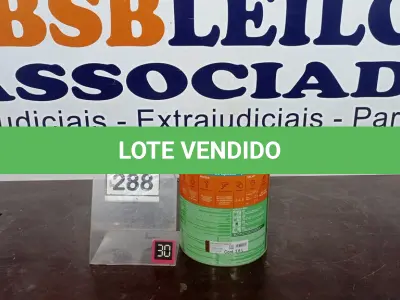 BSBLEILO
ASSOCIAD
udiciais - Extrajudiciais - Par
LOTE VENDIDO
288
30